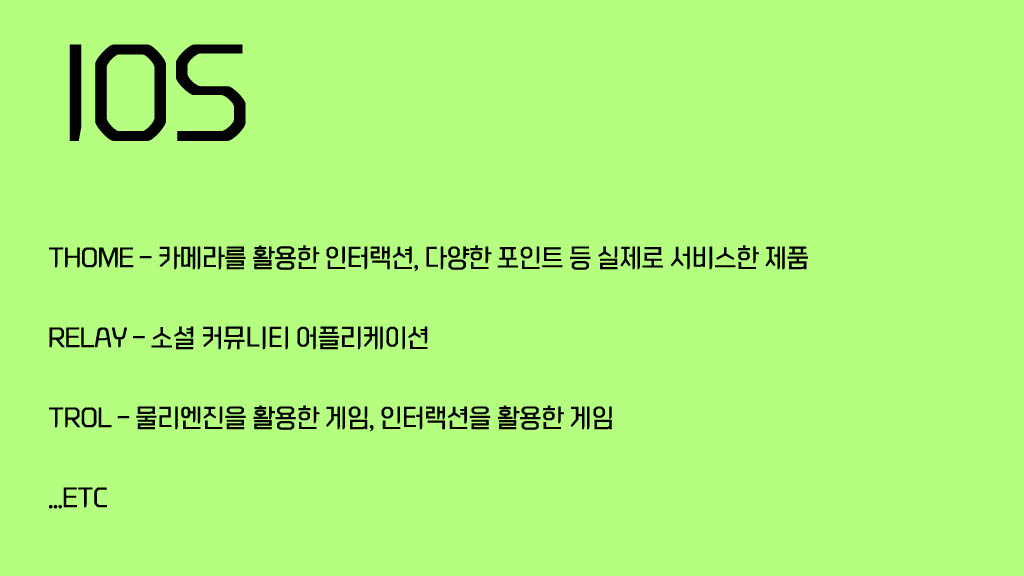 IOS
THOME – 카메라를 활용한 인터랙션, 다양한 포인트 등 실제로 서비스한 제품
RELAY – 소셜 커뮤니티 어플리케이션
TROL – 물리엔진을 활용한 게임, 인터랙션을 활용한 게임
...ETC